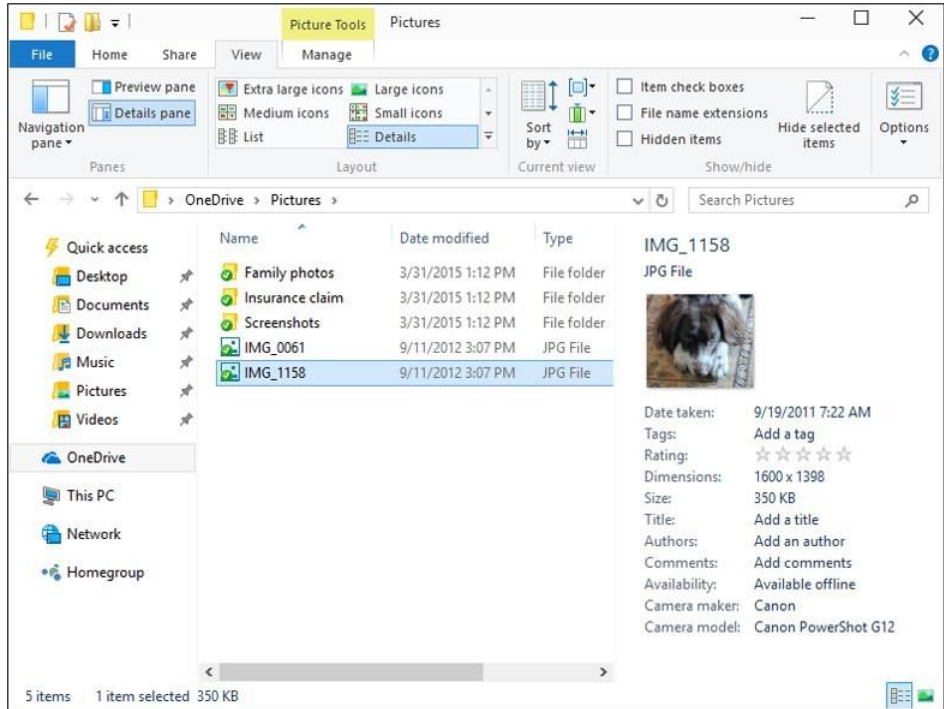 Picture Tools Pictures
File Home Share View Manage
Preview pane
Details pane
Navigation
pane
Panes
Extra large icons Large icons
Medium icons Small icons
List Details
Layout
Sort
by
Current view
Item check boxes
File name extensions
Hidden items
Hide selected
items
Show/hide
Options
OneDrive Pictures
Search Pictures
Quick access
Desktop
Documents
Downloads
Music
Pictures
Videos
OneDrive
This PC
Network
Homegroup
Name Date modified Type
Family photos 3/31/2015 1:12 PM File folder
Insurance claim 3/31/2015 1:12 PM File folder
Screenshots 3/31/2015 1:12 PM File folder
IMG_0061 9/11/2012 3:07 PM JPG File
IMG_1158 9/11/2012 3:07 PM JPG File
IMG_1158
JPG File
Date taken: 9/19/2011 7:22 AM
Tags: Add a tag
Rating:
Dimensions: 1600 x 1398
Size: 350 KB
Title: Add a title
Authors: Add an author
Comments: Add comments
Availability: Available offline
Camera maker: Canon
Camera model: Canon PowerShot G12
5 items 1 item selected 350 KB